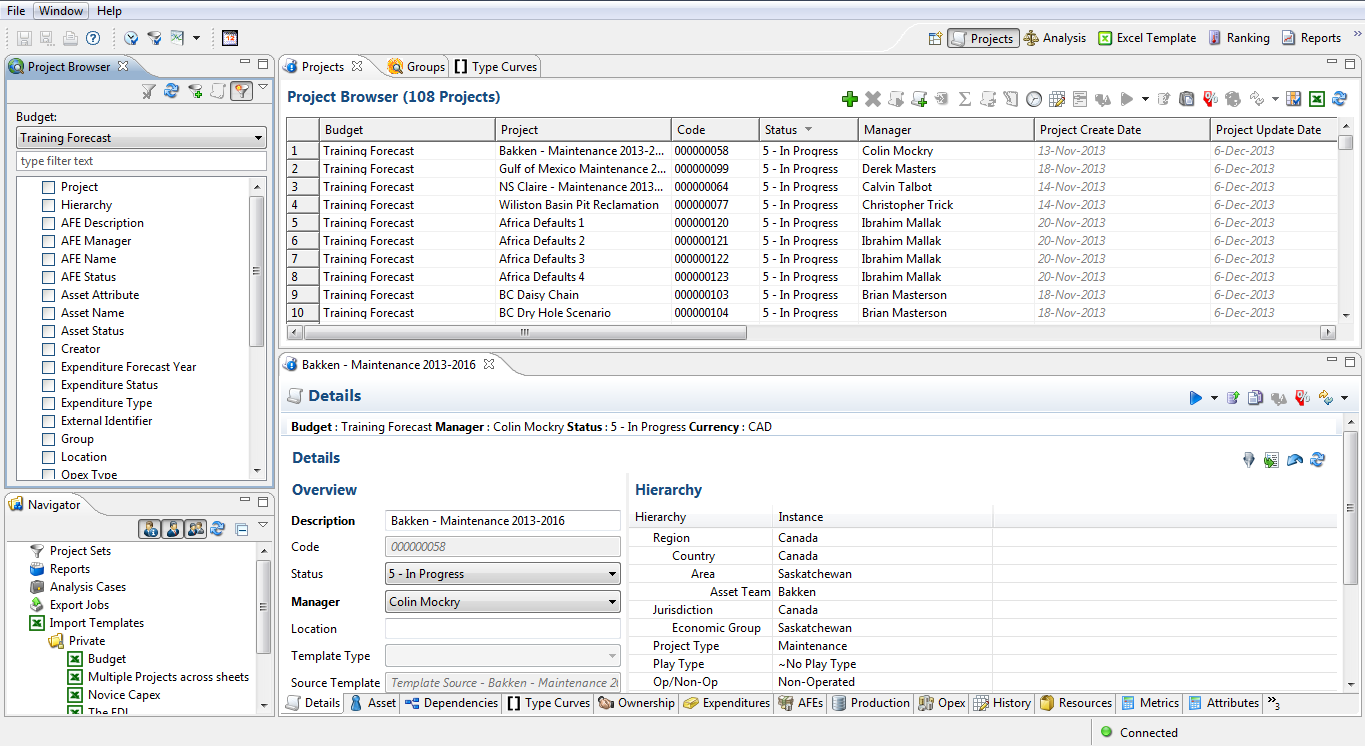 File Window Help
12
Projects Analysis Excel Template Ranking Reports »
Project Browser
Budget:
Training Forecast
type filter text
Project
Hierarchy
AFE Description
AFE Manager
AFE Name
AFE Status
Asset Attribute
Asset Name
Asset Status
Creator
Expenditure Forecast Year
Expenditure Status
Expenditure Type
External Identifier
Group
Location
Opex Type
Navigator
Project Sets
Reports
Analysis Cases
Export Jobs
Import Templates
Private
Budget
Multiple Projects across sheets
Novice Capex
The EDI
Projects Groups Type Curves
Project Browser (108 Projects)
Budget Project Code Status Manager Project Create Date Project Update Date
1 Training Forecast Bakken - Maintenance 2013-2... 000000058 5 - In Progress Colin Mockry 13-Nov-2013 6-Dec-2013
2 Training Forecast Gulf of Mexico Maintenance 2... 000000099 5 - In Progress Derek Masters 18-Nov-2013 6-Dec-2013
3 Training Forecast NS Claire - Maintenance 2013... 000000064 5 - In Progress Calvin Talbot 14-Nov-2013 6-Dec-2013
4 Training Forecast Wiliston Basin Pit Reclamation 000000077 5 - In Progress Christopher Trick 14-Nov-2013 6-Dec-2013
5 Training Forecast Africa Defaults 1 000000120 5 - In Progress Ibrahim Mallak 20-Nov-2013 6-Dec-2013
6 Training Forecast Africa Defaults 2 000000121 5 - In Progress Ibrahim Mallak 20-Nov-2013 6-Dec-2013
7 Training Forecast Africa Defaults 3 000000122 5 - In Progress Ibrahim Mallak 20-Nov-2013 6-Dec-2013
8 Training Forecast Africa Defaults 4 000000123 5 - In Progress Ibrahim Mallak 20-Nov-2013 6-Dec-2013
9 Training Forecast BC Daisy Chain 000000103 5 - In Progress Brian Masterson 18-Nov-2013 6-Dec-2013
10 Training Forecast BC Dry Hole Scenario 000000104 5 - In Progress Brian Masterson 18-Nov-2013 6-Dec-2013
Bakken - Maintenance 2013-2016
Details
Budget : Training Forecast Manager : Colin Mockry Status : 5 - In Progress Currency : CAD
Details
Overview
Description Bakken - Maintenance 2013-2016
Code 000000058
Status 5 - In Progress
Manager Colin Mockry
Location
Template Type
Source Template Template Source - Bakken - Maintenance 2
Hierarchy
Hierarchy Instance
Region Canada
Country Canada
Area Saskatchewan
Asset Team Bakken
Jurisdiction Canada
Economic Group Saskatchewan
Project Type Maintenance
Play Type ~No Play Type
Op/Non-Op Non-Operated
Details Asset Dependencies Type Curves Ownership Expenditures AFEs Production Opex History Resources Metrics Attributes »3
Connected